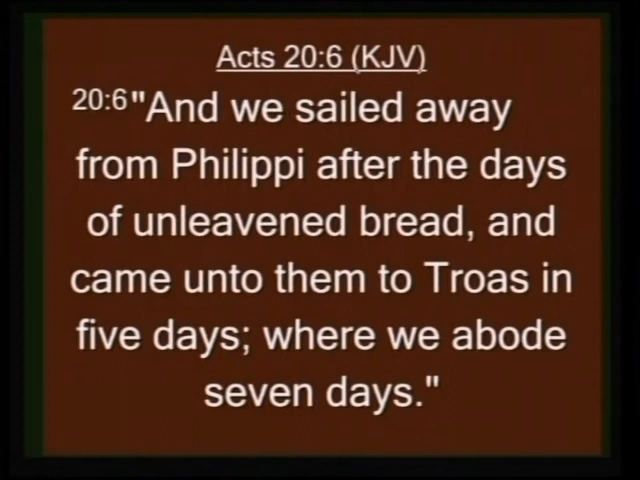 Acts 20:6 (KJV)
20:6"And we sailed away
from Philippi after the days
of unleavened bread, and
came unto them to Troas in
five days; where we abode
seven days."